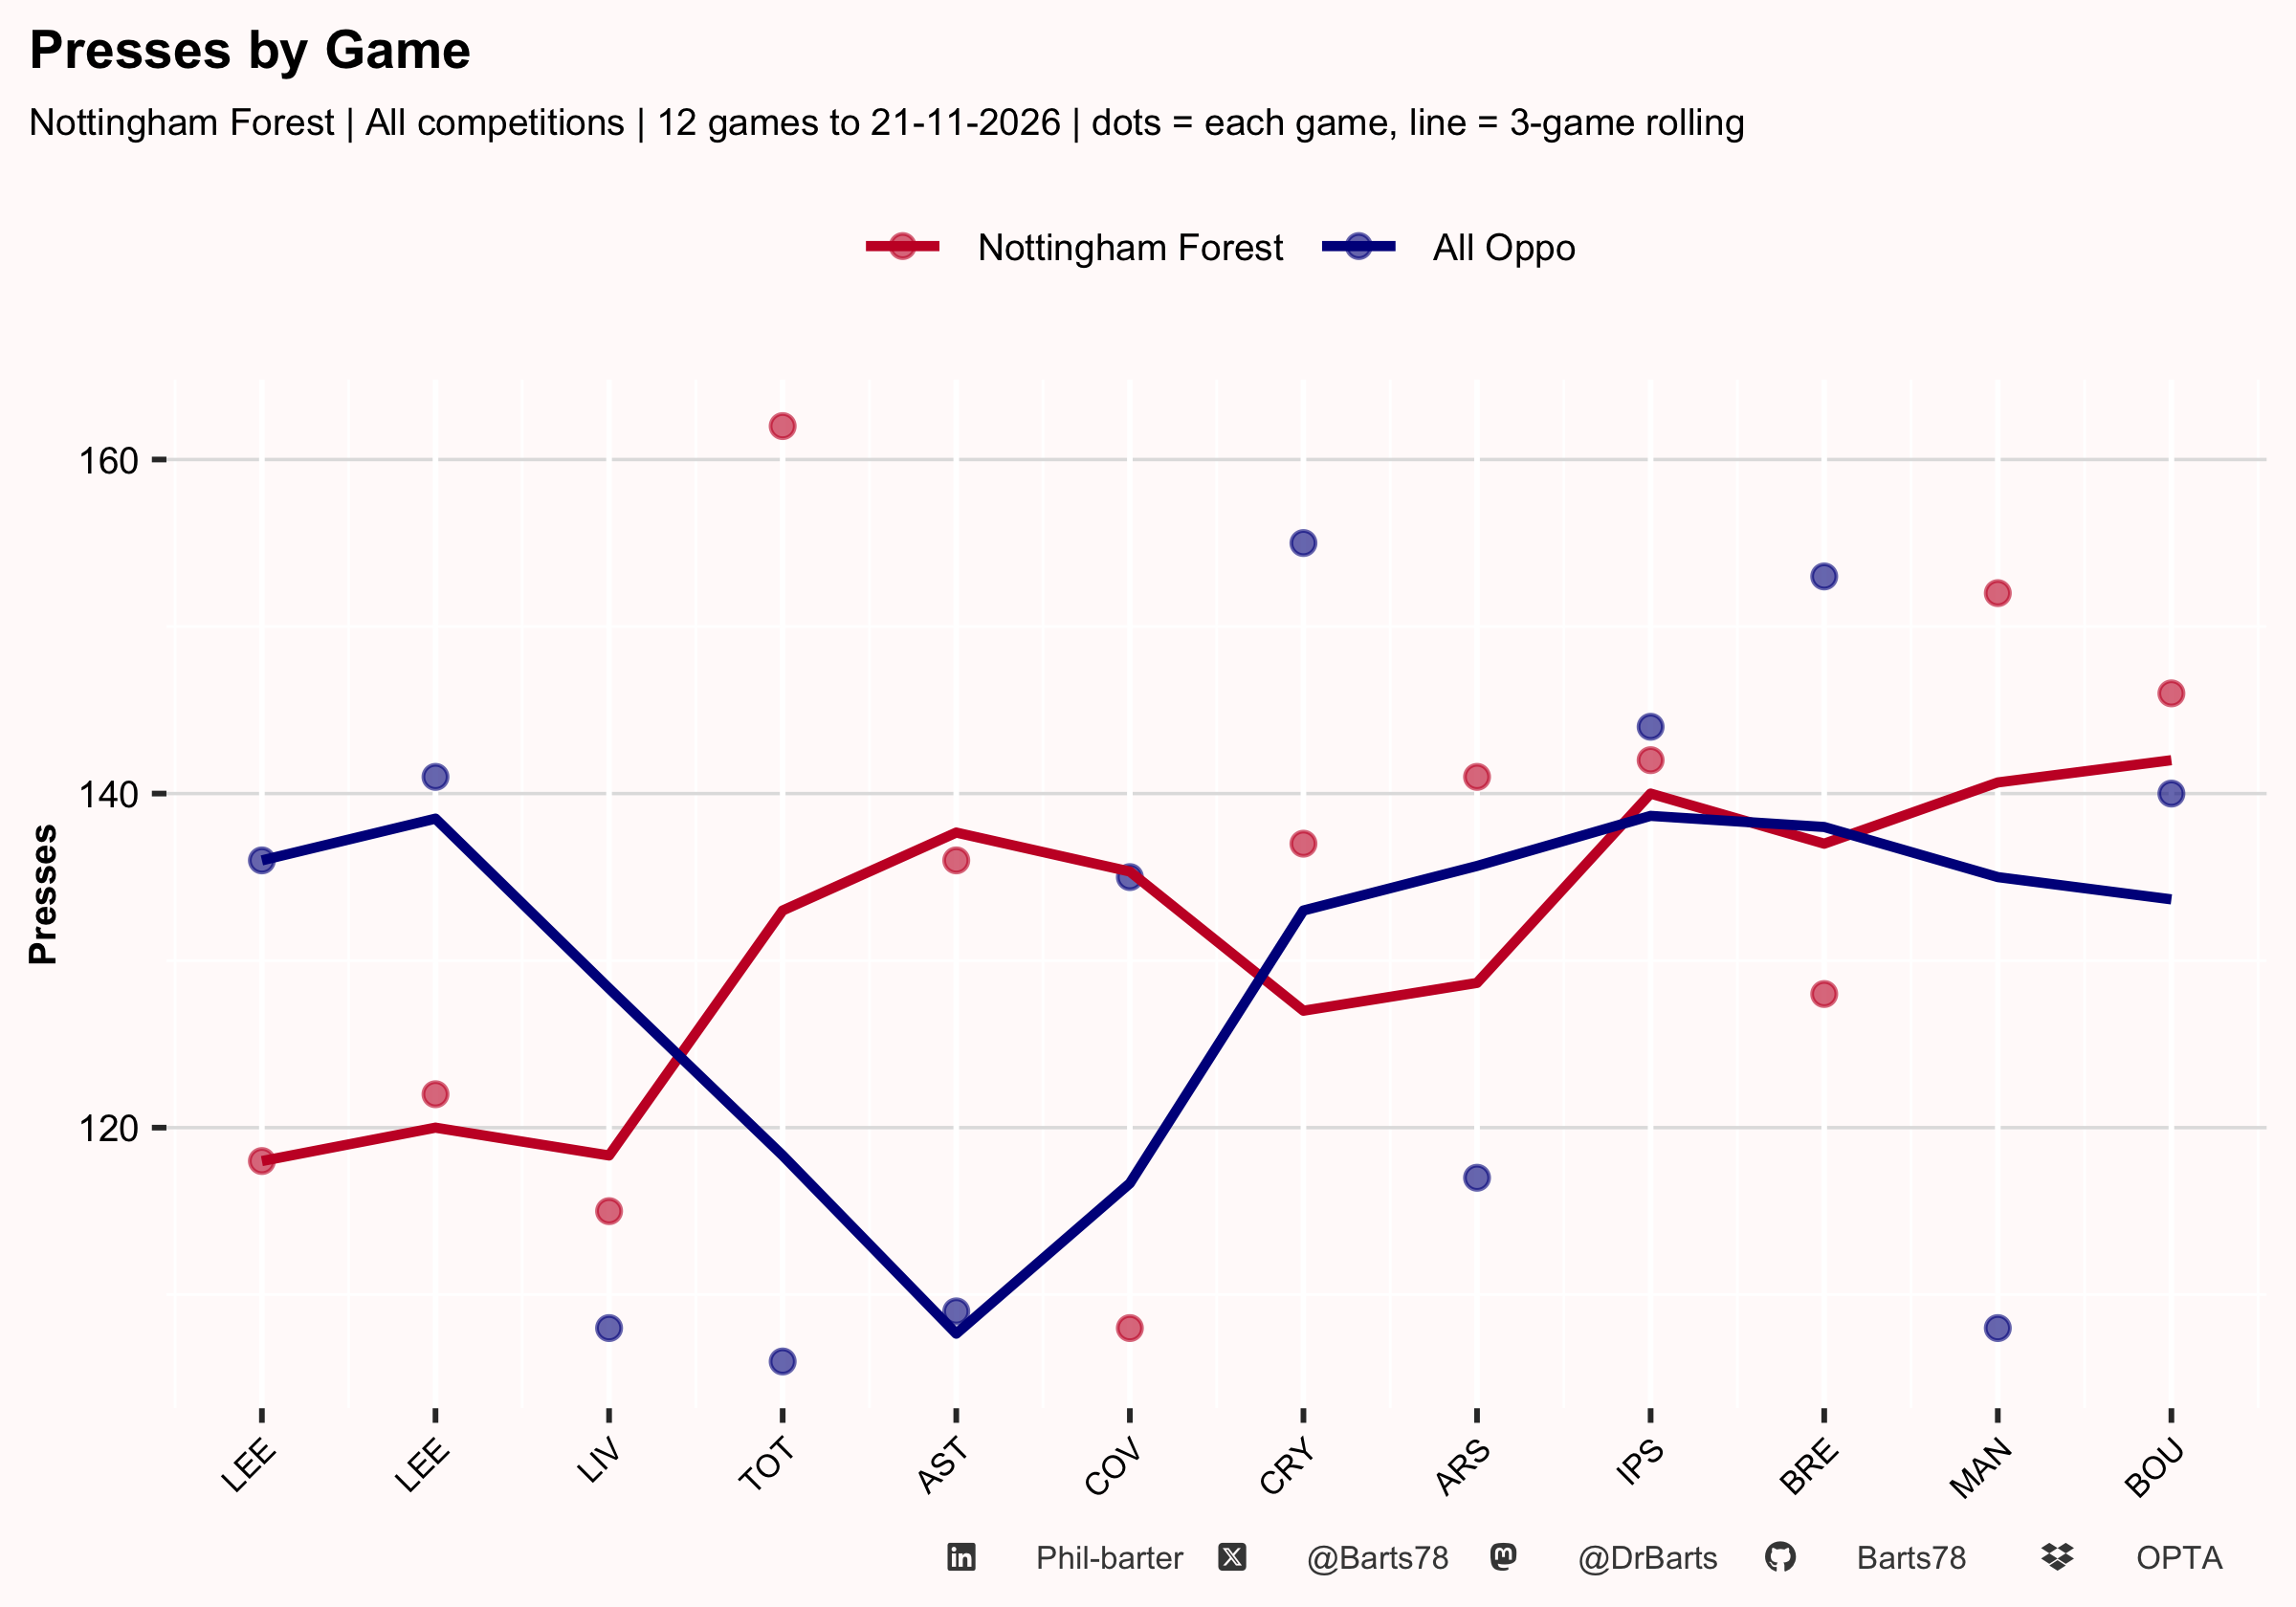 Presses by Game
Nottingham Forest | All competitions | 12 games to 21-11-2026 | dots = each game, line = 3-game rolling
Nottingham Forest All Oppo
160
140
120
Presses
LEE LEE LIV TOT AST COV CRY ARS IPS BRE MAN BOU
Phil-barter @Barts78 @DrBarts Barts78 OPTA